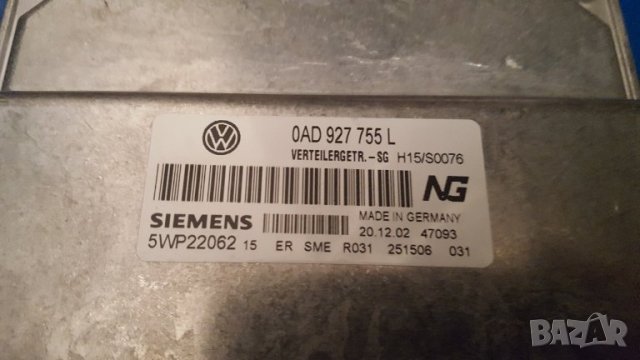 0AD 927 755 L
VERTEILERGETR.-SG H15/S0076
NG
SIEMENS
MADE IN GERMANY
20.12.02 47093
5WP22062 15 ER SME R031 251506 031
BAZAR